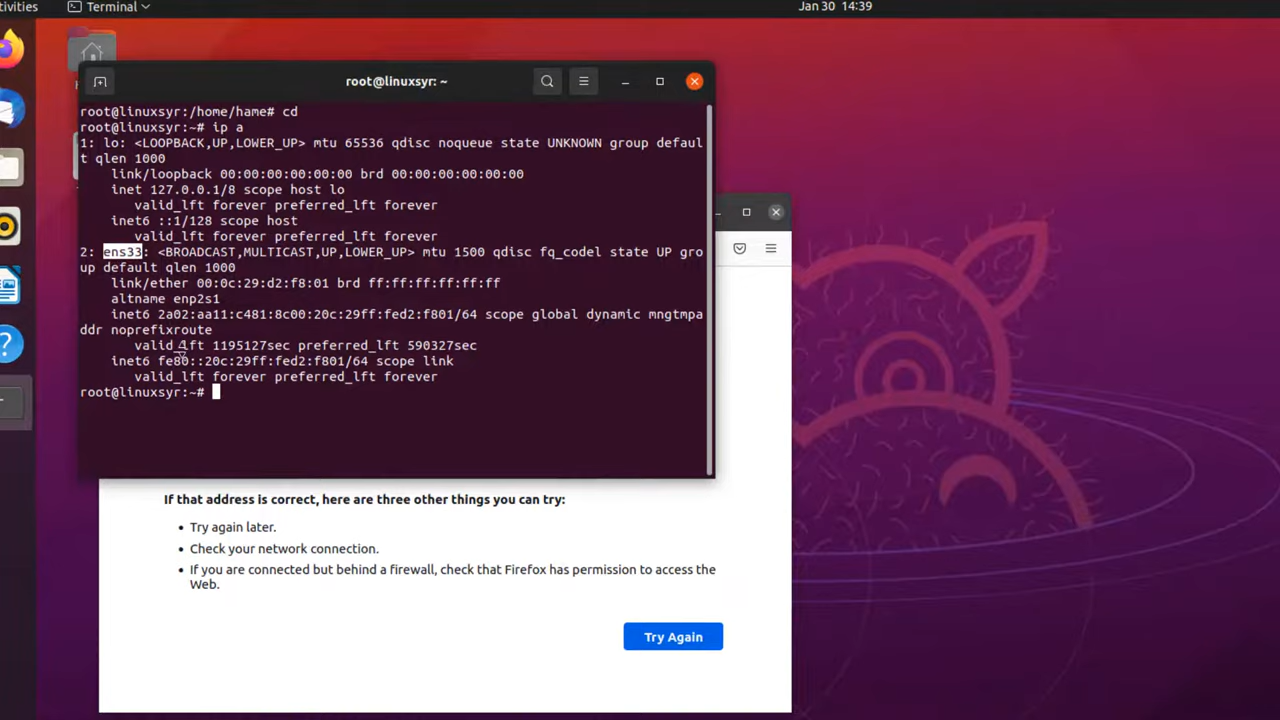 tivities
Terminal
Jan 30 14:39
root@linuxsyr: ~
root@linuxsyr:/home/hame# cd
root@linuxsyr:~# ip a
1: lo: <LOOPBACK,UP,LOWER_UP> mtu 65536 qdisc noqueue state UNKNOWN group defaul
t qlen 1000
link/loopback 00:00:00:00:00:00 brd 00:00:00:00:00:00
inet 127.0.0.1/8 scope host lo
valid_lft forever preferred_lft forever
inet6 ::1/128 scope host
valid_lft forever preferred_lft forever
2: ens33: <BROADCAST,MULTICAST,UP,LOWER_UP> mtu 1500 qdisc fq_codel state UP gro
up default qlen 1000
link/ether 00:0c:29:d2:f8:01 brd ff:ff:ff:ff:ff:ff
altname enp2s1
inet6 2a02:aa11:c481:8c00:20c:29ff:fed2:f801/64 scope global dynamic mngtmpa
ddr noprefixroute
valid_lft 1195127sec preferred_lft 590327sec
inet6 fe80::20c:29ff:fed2:f801/64 scope link
valid_lft forever preferred_lft forever
root@linuxsyr:~#
If that address is correct, here are three other things you can try:
• Try again later.
• Check your network connection.
• If you are connected but behind a firewall, check that Firefox has permission to access the
Web.
Try Again